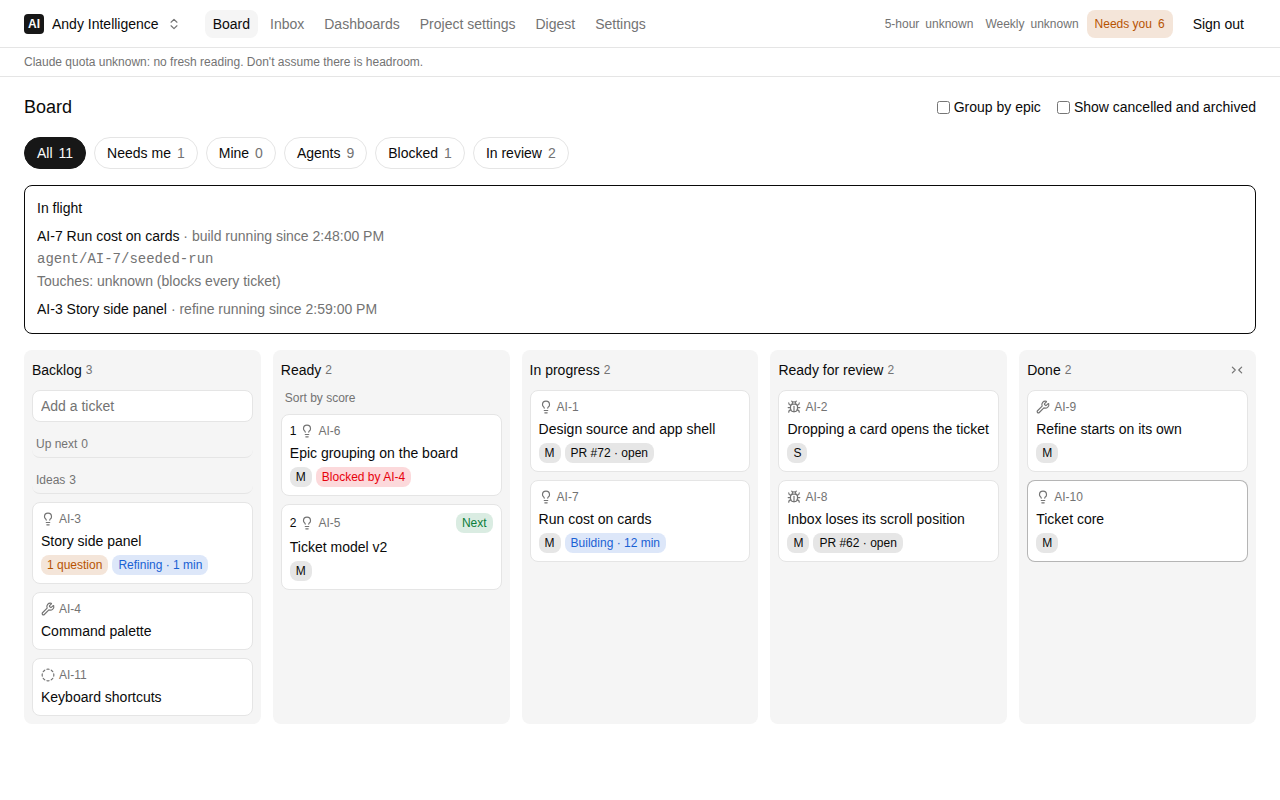 AI Andy Intelligence Board Inbox Dashboards Project settings Digest Settings 5-hour unknown Weekly unknown Needs you 6 Sign out
Claude quota unknown: no fresh reading. Don't assume there is headroom.
Board Group by epic Show cancelled and archived
All 11 Needs me 1 Mine 0 Agents 9 Blocked 1 In review 2
In flight
AI-7 Run cost on cards · build running since 2:48:00 PM
agent/AI-7/seeded-run
Touches: unknown (blocks every ticket)
AI-3 Story side panel · refine running since 2:59:00 PM
Backlog 3
Add a ticket
Up next 0
Ideas 3
AI-3
Story side panel
1 question Refining · 1 min
AI-4
Command palette
AI-11
Keyboard shortcuts
Ready 2
Sort by score
1 AI-6
Epic grouping on the board
M Blocked by AI-4
2 AI-5 Next
Ticket model v2
M
In progress 2
AI-1
Design source and app shell
M PR #72 · open
AI-7
Run cost on cards
M Building · 12 min
Ready for review 2
AI-2
Dropping a card opens the ticket
S
AI-8
Inbox loses its scroll position
M PR #62 · open
Done 2
AI-9
Refine starts on its own
M
AI-10
Ticket core
M